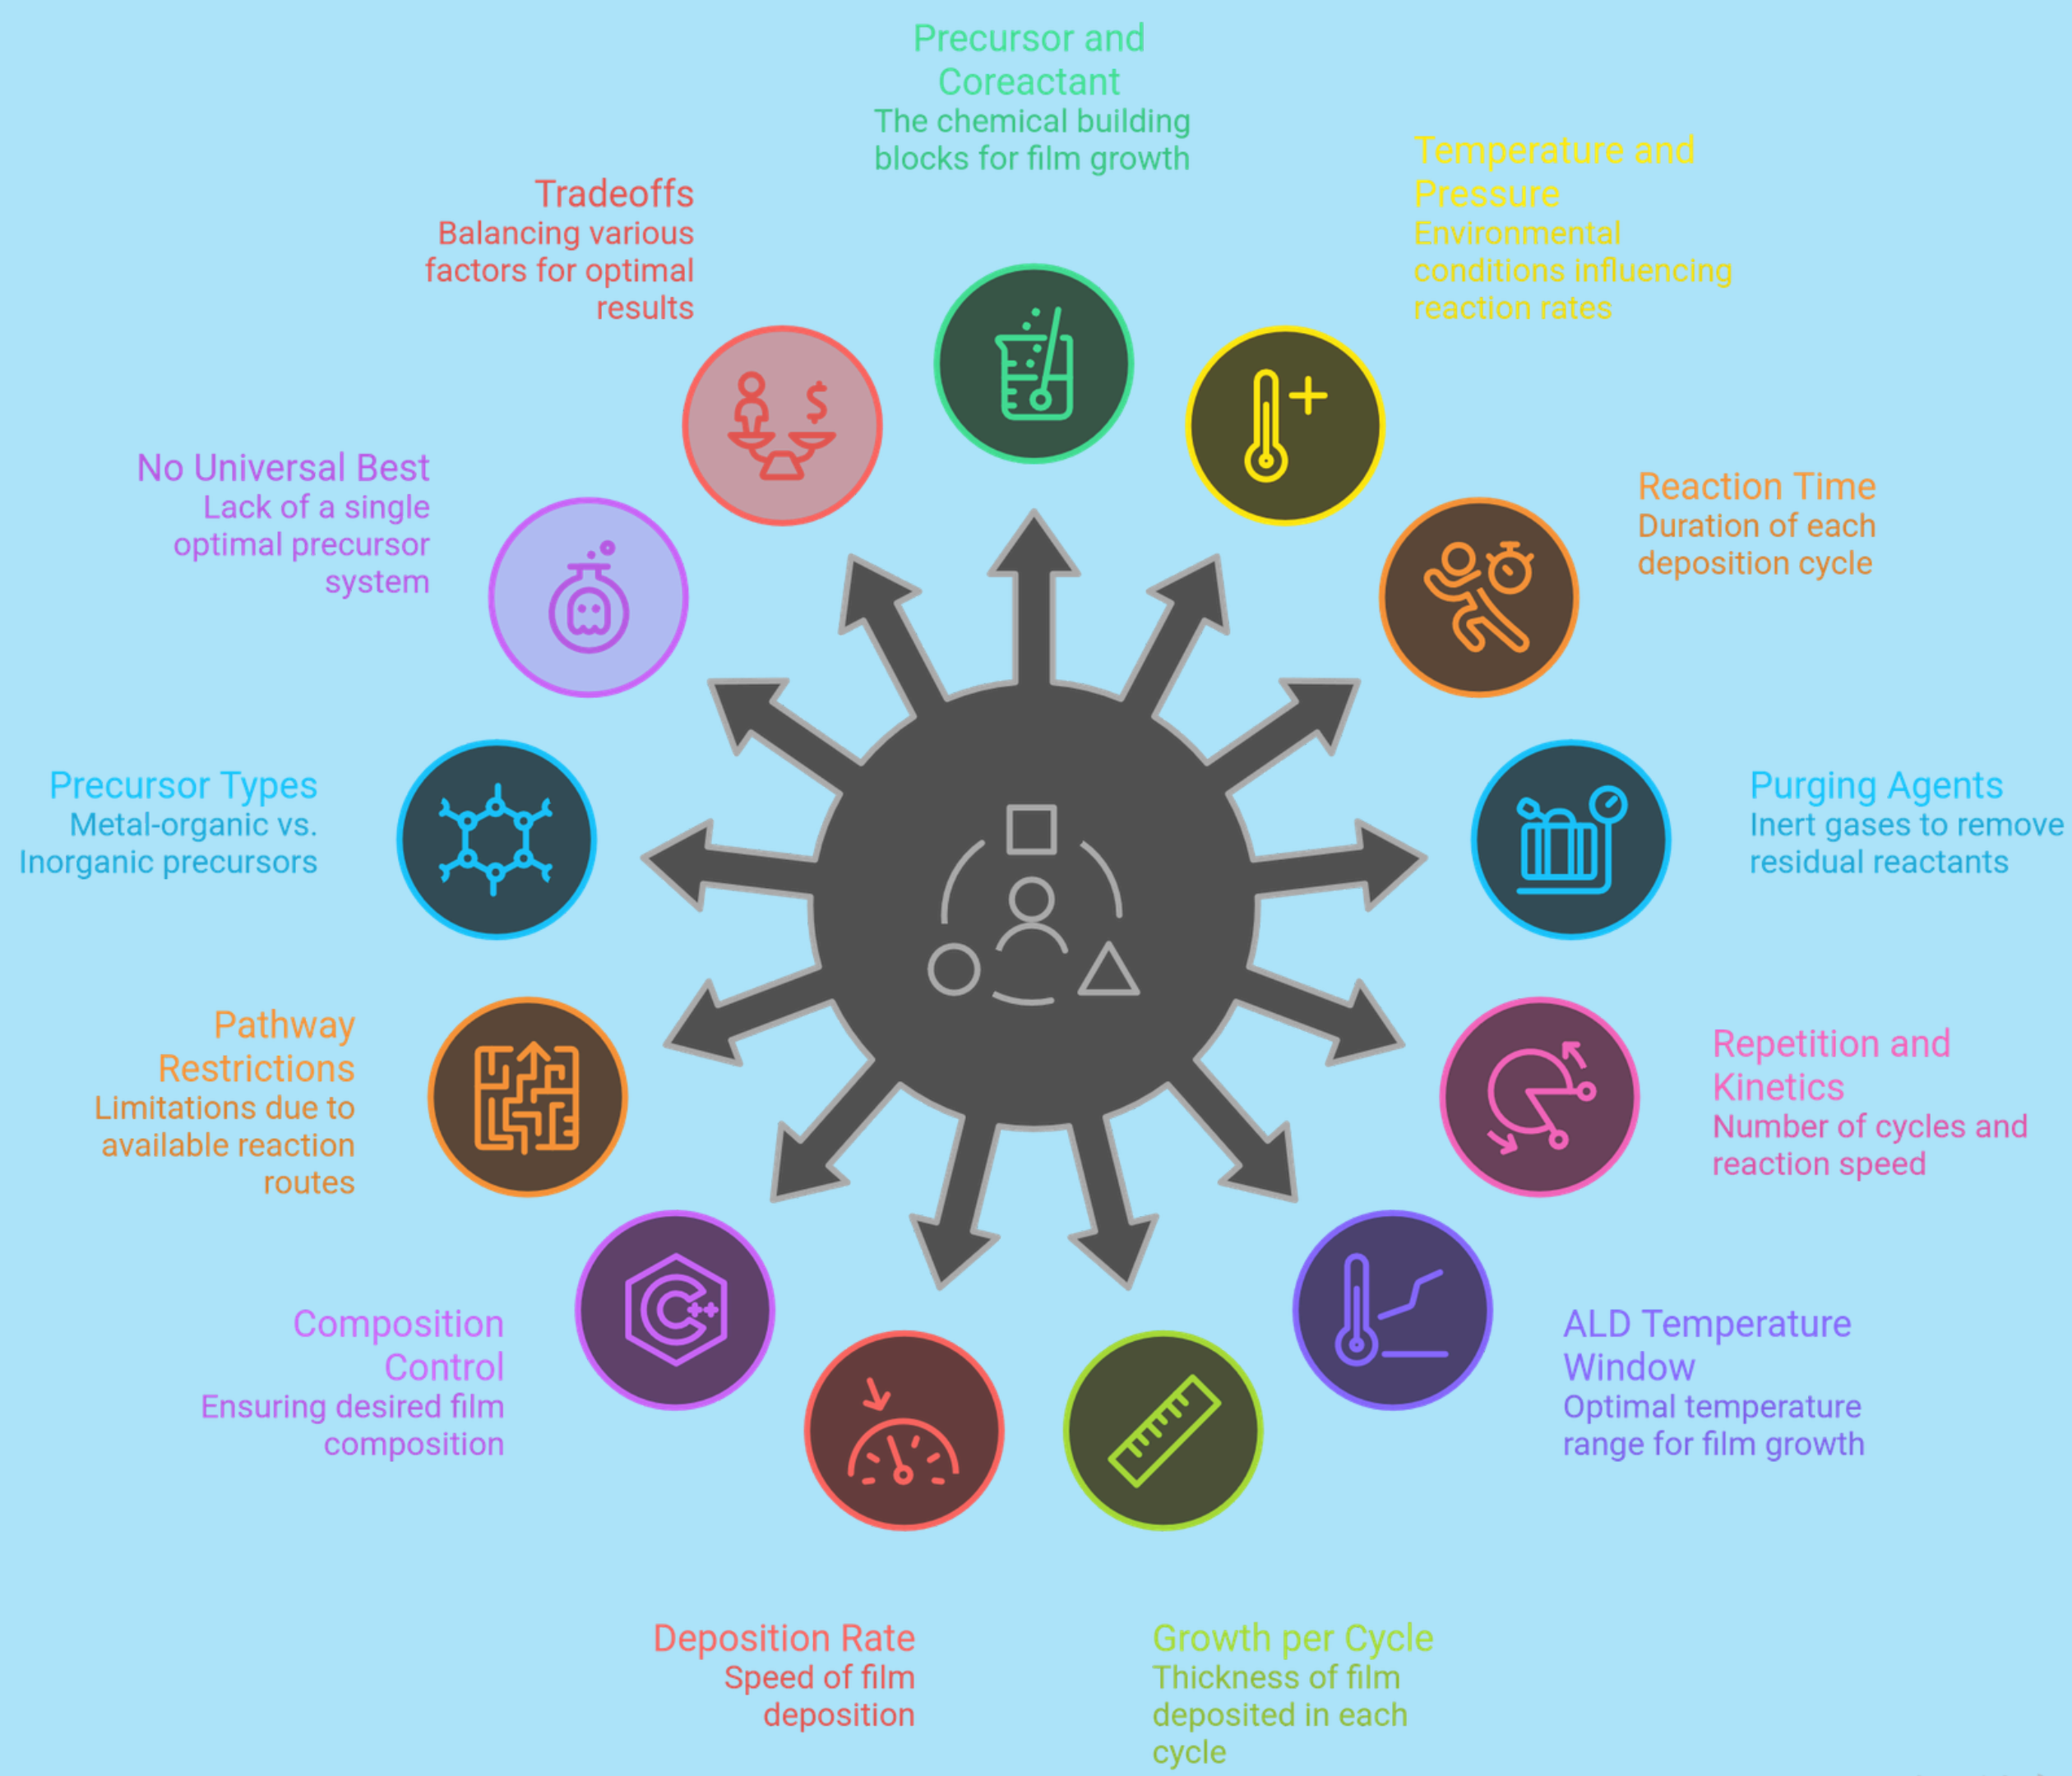 Precursor and
Coreactant
The chemical building
blocks for film growth
Temperature and
Pressure
Environmental
conditions influencing
reaction rates
Reaction Time
Duration of each
deposition cycle
Purging Agents
Inert gases to remove
residual reactants
Repetition and
Kinetics
Number of cycles and
reaction speed
ALD Temperature
Window
Optimal temperature
range for film growth
Growth per Cycle
Thickness of film
deposited in each
cycle
Deposition Rate
Speed of film
deposition
Composition
Control
Ensuring desired film
composition
Pathway
Restrictions
Limitations due to
available reaction
routes
Precursor Types
Metal-organic vs.
Inorganic precursors
No Universal Best
Lack of a single
optimal precursor
system
Tradeoffs
Balancing various
factors for optimal
results
$
C++